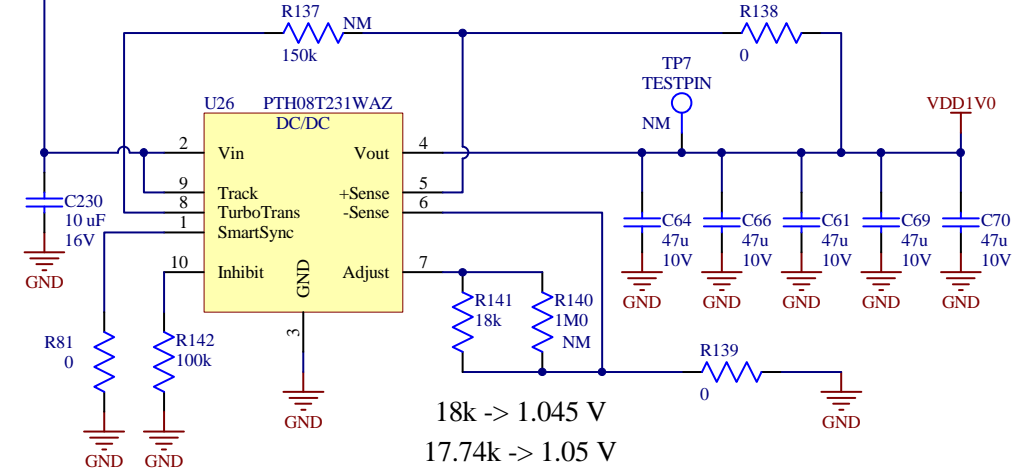 R137
NM
150k
R138
0
TP7
TESTPIN
NM
VDD1V0
U26 PTH08T231WAZ
DC/DC
2 Vin Vout 4
9 Track +Sense 5
8 TurboTrans -Sense 6
1 SmartSync
10 Inhibit Adjust 7
GND
3
C230
10 uF
16V
GND
C64
47u
10V
GND
C66
47u
10V
GND
C61
47u
10V
GND
C69
47u
10V
GND
C70
47u
10V
GND
R141
18k
R140
1M0
NM
R81
0
GND
R142
100k
GND
GND
R139
0
GND
18k -> 1.045 V
17.74k -> 1.05 V